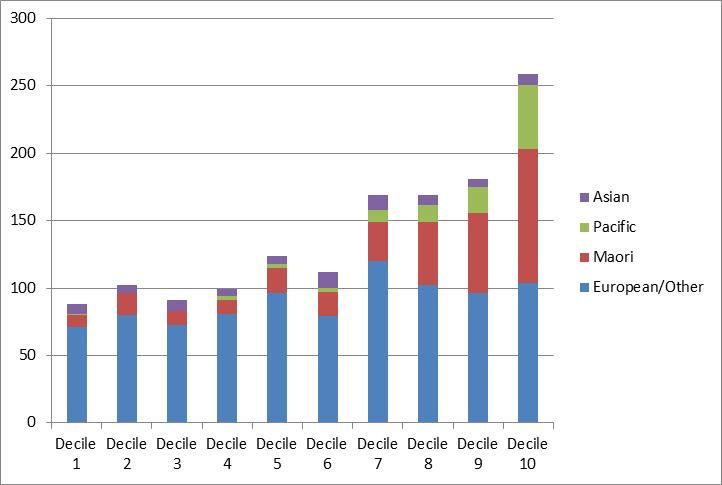 300
250
200
150
100
50
0
Decile 1
Decile 2
Decile 3
Decile 4
Decile 5
Decile 6
Decile 7
Decile 8
Decile 9
Decile 10
Asian
Pacific
Maori
European/Other